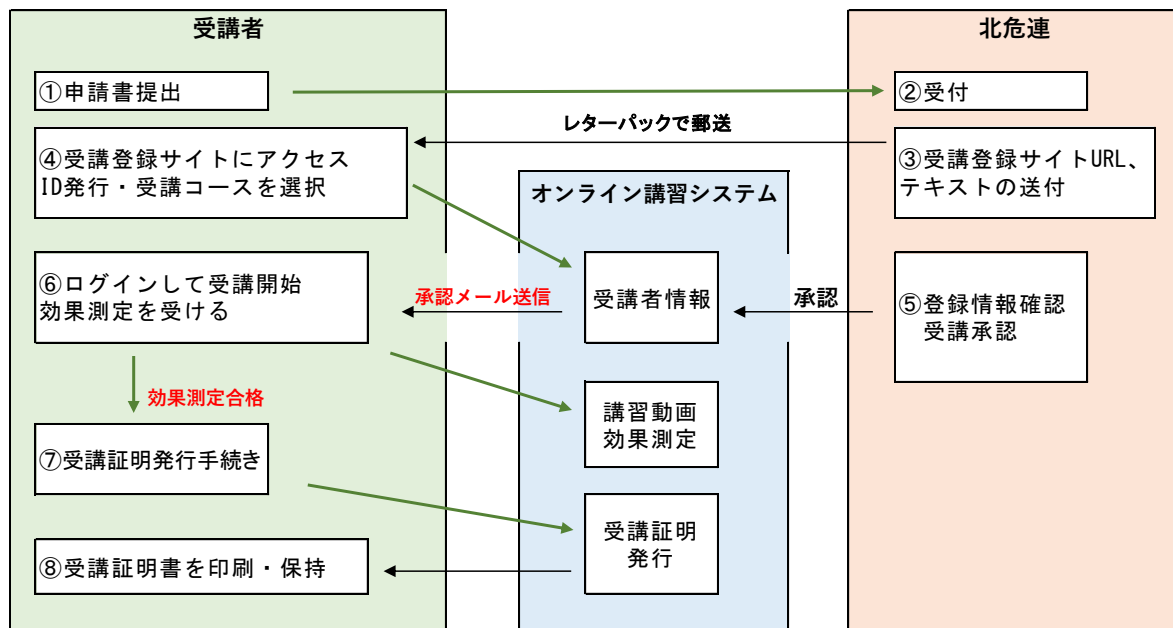 受講者
北危連
①申請書提出
②受付
レターパックで郵送
④受講登録サイトにアクセス
ID発行・受講コースを選択
③受講登録サイトURL、
テキストの送付
オンライン講習システム
⑥ログインして受講開始
効果測定を受ける
承認メール送信
受講者情報
承認
⑤登録情報確認
受講承認
効果測定合格
講習動画
効果測定
⑦受講証明発行手続き
受講証明
発行
⑧受講証明書を印刷・保持